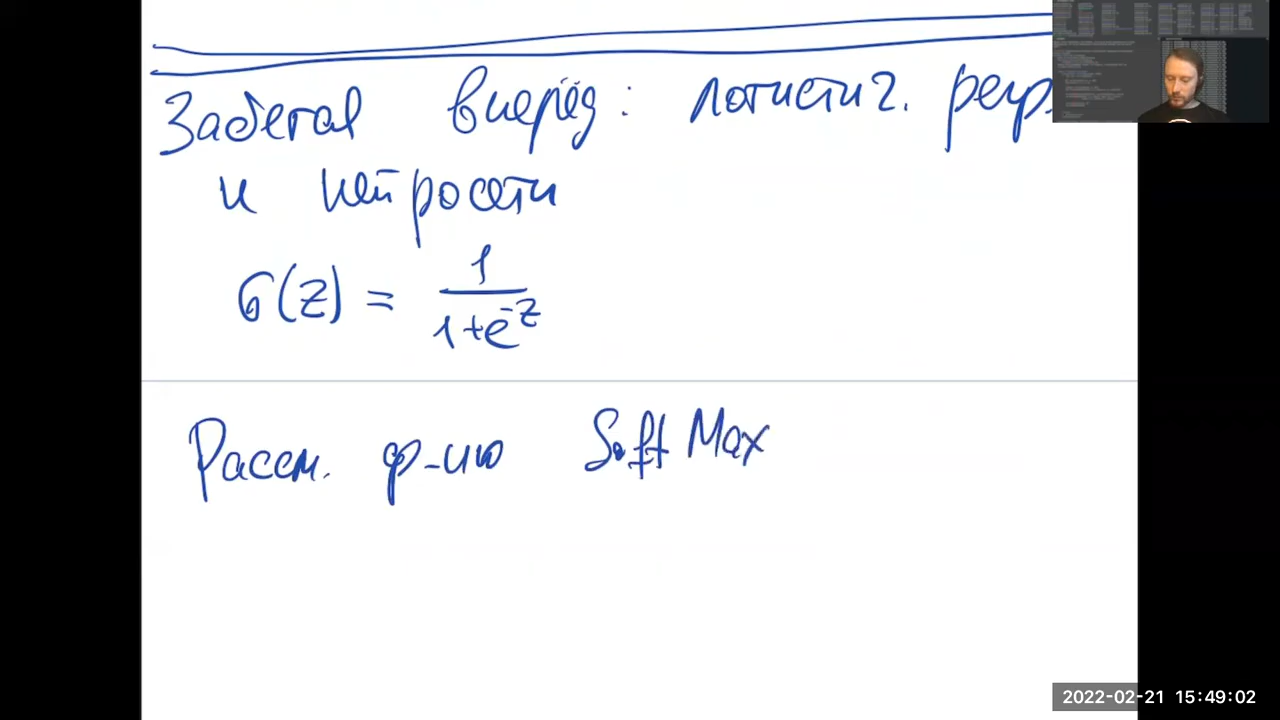 Забегая вперёд: логистич. регр
и нейросети
σ(z) = 1 / (1+e^-z)
Рассм. ф-ию SoftMax
2022-02-21 15:49:02